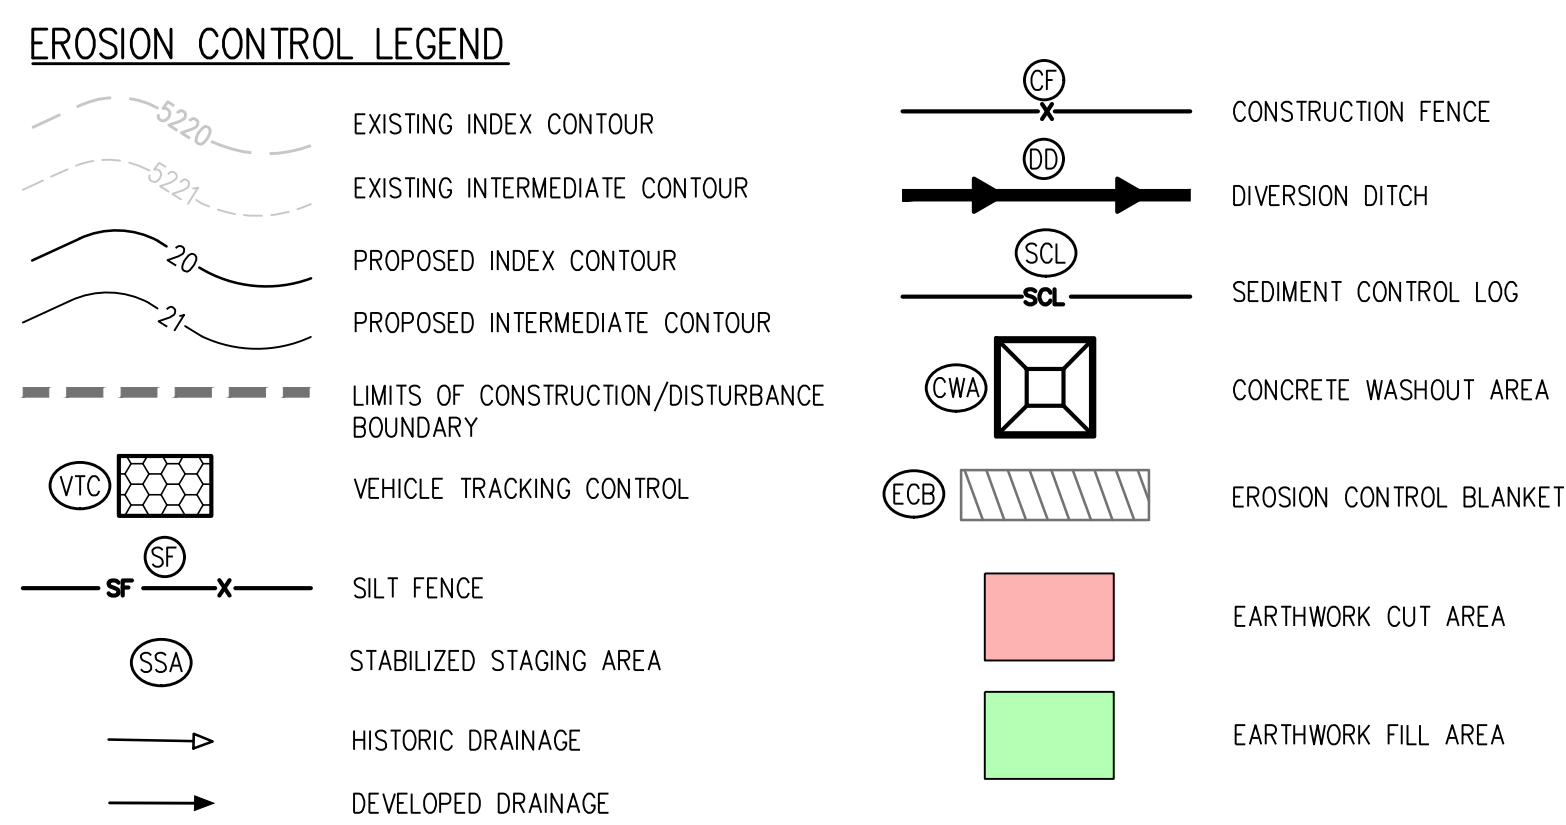 EROSION CONTROL LEGEND
5220
EXISTING INDEX CONTOUR
5221
EXISTING INTERMEDIATE CONTOUR
20
PROPOSED INDEX CONTOUR
21
PROPOSED INTERMEDIATE CONTOUR
LIMITS OF CONSTRUCTION/DISTURBANCE
BOUNDARY
VTC
VEHICLE TRACKING CONTROL
SF
SF X
SILT FENCE
SSA
STABILIZED STAGING AREA
HISTORIC DRAINAGE
DEVELOPED DRAINAGE
CF
X
CONSTRUCTION FENCE
DD
DIVERSION DITCH
SCL
SCL
SEDIMENT CONTROL LOG
CWA
CONCRETE WASHOUT AREA
ECB
EROSION CONTROL BLANKET
EARTHWORK CUT AREA
EARTHWORK FILL AREA